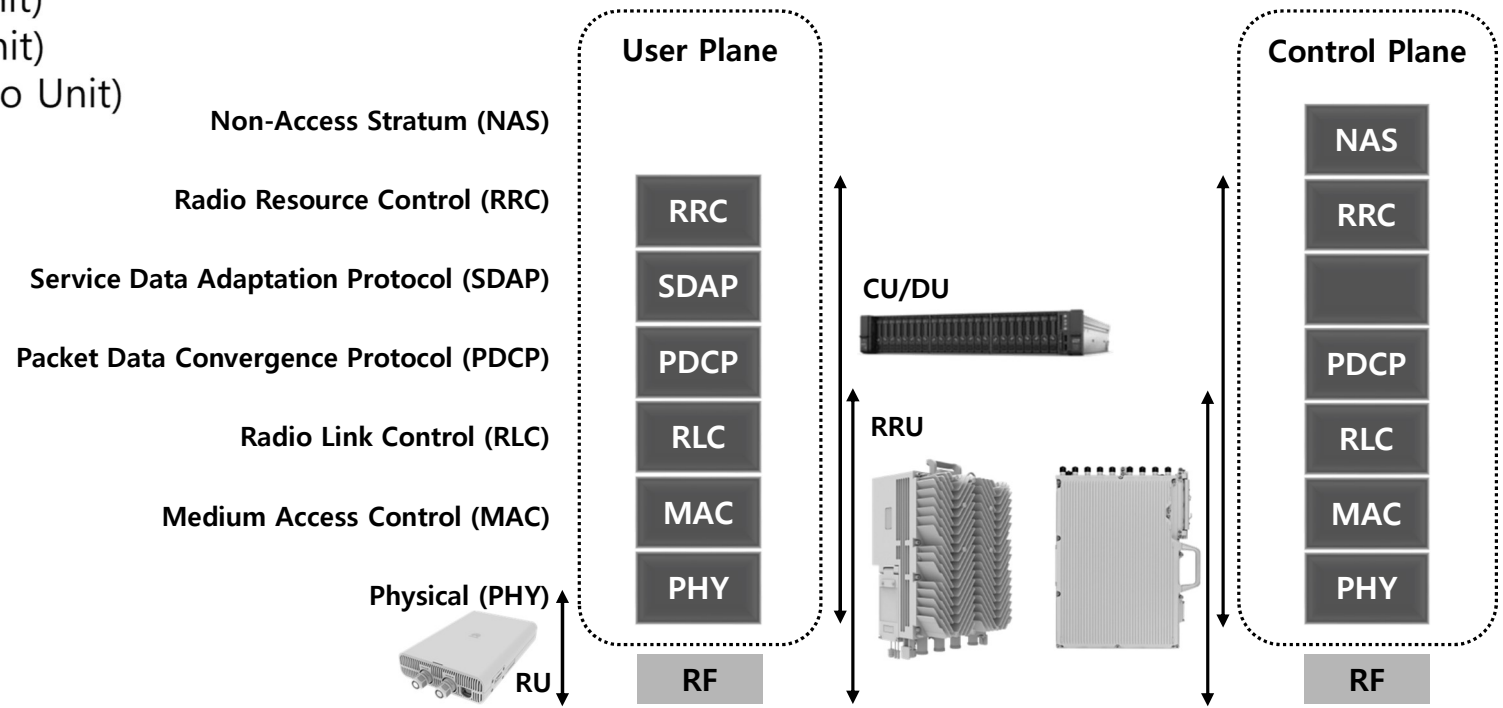 nit)
o Unit)
User Plane
Control Plane
Non-Access Stratum (NAS)
NAS
Radio Resource Control (RRC)
RRC
RRC
Service Data Adaptation Protocol (SDAP)
SDAP
CU/DU
Packet Data Convergence Protocol (PDCP)
PDCP
PDCP
Radio Link Control (RLC)
RLC
RRU
RLC
Medium Access Control (MAC)
MAC
MAC
Physical (PHY)
PHY
PHY
RU
RF
RF